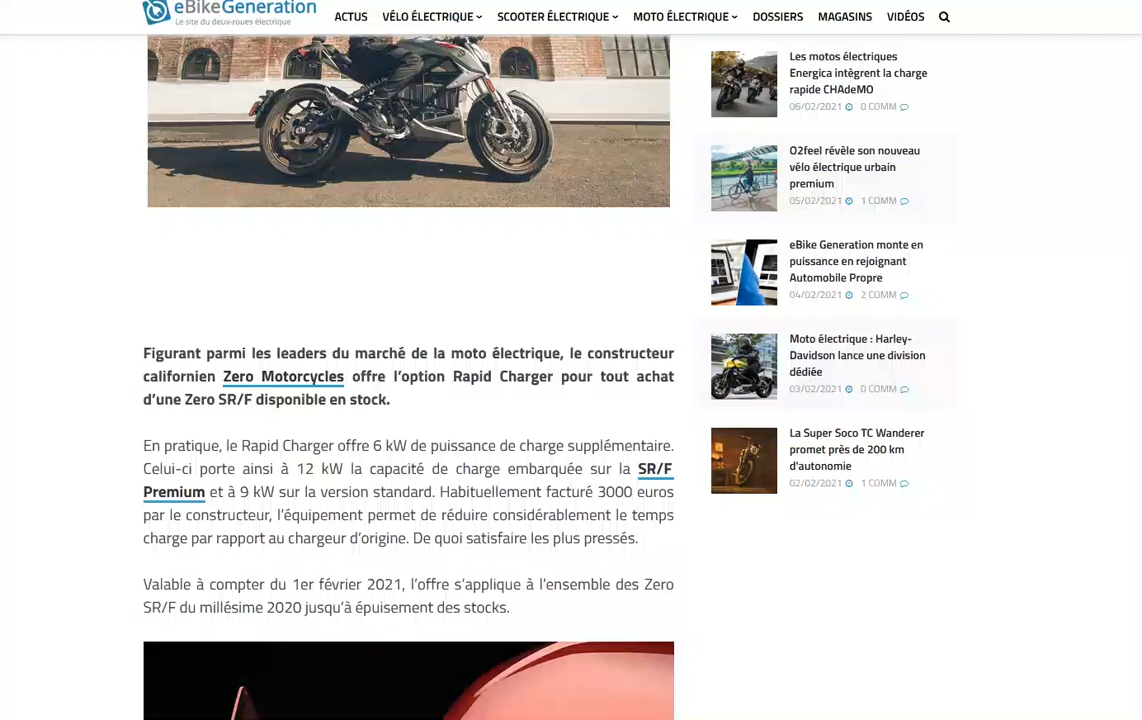 eBikeGeneration
Le site du deux-roues électrique
ACTUS VÉLO ÉLECTRIQUE SCOOTER ÉLECTRIQUE MOTO ÉLECTRIQUE DOSSIERS MAGASINS VIDÉOS
Figurant parmi les leaders du marché de la moto électrique, le constructeur
californien Zero Motorcycles offre l’option Rapid Charger pour tout achat
d’une Zero SR/F disponible en stock.
En pratique, le Rapid Charger offre 6 kW de puissance de charge supplémentaire.
Celui-ci porte ainsi à 12 kW la capacité de charge embarquée sur la SR/F
Premium et à 9 kW sur la version standard. Habituellement facturé 3000 euros
par le constructeur, l’équipement permet de réduire considérablement le temps
charge par rapport au chargeur d’origine. De quoi satisfaire les plus pressés.
Valable à compter du 1er février 2021, l’offre s’applique à l’ensemble des Zero
SR/F du millésime 2020 jusqu’à épuisement des stocks.
Les motos électriques
Energica intègrent la charge
rapide CHAdeMO
06/02/2021 0 COMM
O2feel révèle son nouveau
vélo électrique urbain
premium
05/02/2021 1 COMM
eBike Generation monte en
puissance en rejoignant
Automobile Propre
04/02/2021 2 COMM
Moto électrique : Harley-
Davidson lance une division
dédiée
03/02/2021 0 COMM
La Super Soco TC Wanderer
promet près de 200 km
d'autonomie
02/02/2021 1 COMM